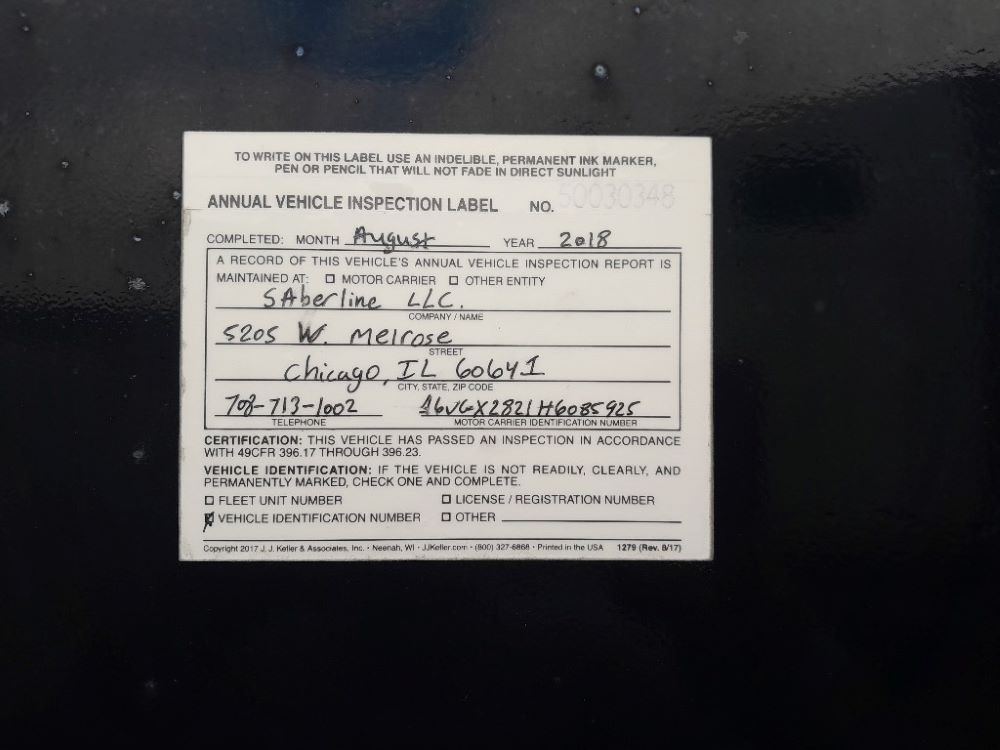 TO WRITE ON THIS LABEL USE AN INDELIBLE, PERMANENT INK MARKER,
PEN OR PENCIL THAT WILL NOT FADE IN DIRECT SUNLIGHT
ANNUAL VEHICLE INSPECTION LABEL NO. 50030348
COMPLETED: MONTH August YEAR 2018
A RECORD OF THIS VEHICLE'S ANNUAL VEHICLE INSPECTION REPORT IS
MAINTAINED AT: ☐ MOTOR CARRIER ☐ OTHER ENTITY
SAberline LLC.
COMPANY / NAME
5205 W. Melrose
STREET
Chicago, IL 60641
CITY, STATE, ZIP CODE
708-713-1002 16VGX2821H6085925
TELEPHONE MOTOR CARRIER IDENTIFICATION NUMBER
CERTIFICATION: THIS VEHICLE HAS PASSED AN INSPECTION IN ACCORDANCE
WITH 49CFR 396.17 THROUGH 396.23.
VEHICLE IDENTIFICATION: IF THE VEHICLE IS NOT READILY, CLEARLY, AND
PERMANENTLY MARKED, CHECK ONE AND COMPLETE.
☐ FLEET UNIT NUMBER ☐ LICENSE / REGISTRATION NUMBER
☑ VEHICLE IDENTIFICATION NUMBER ☐ OTHER
Copyright 2017 J. J. Keller & Associates, Inc. • Neenah, WI • JJKeller.com • (800) 327-6868 • Printed in the USA 1279 (Rev. 8/17)